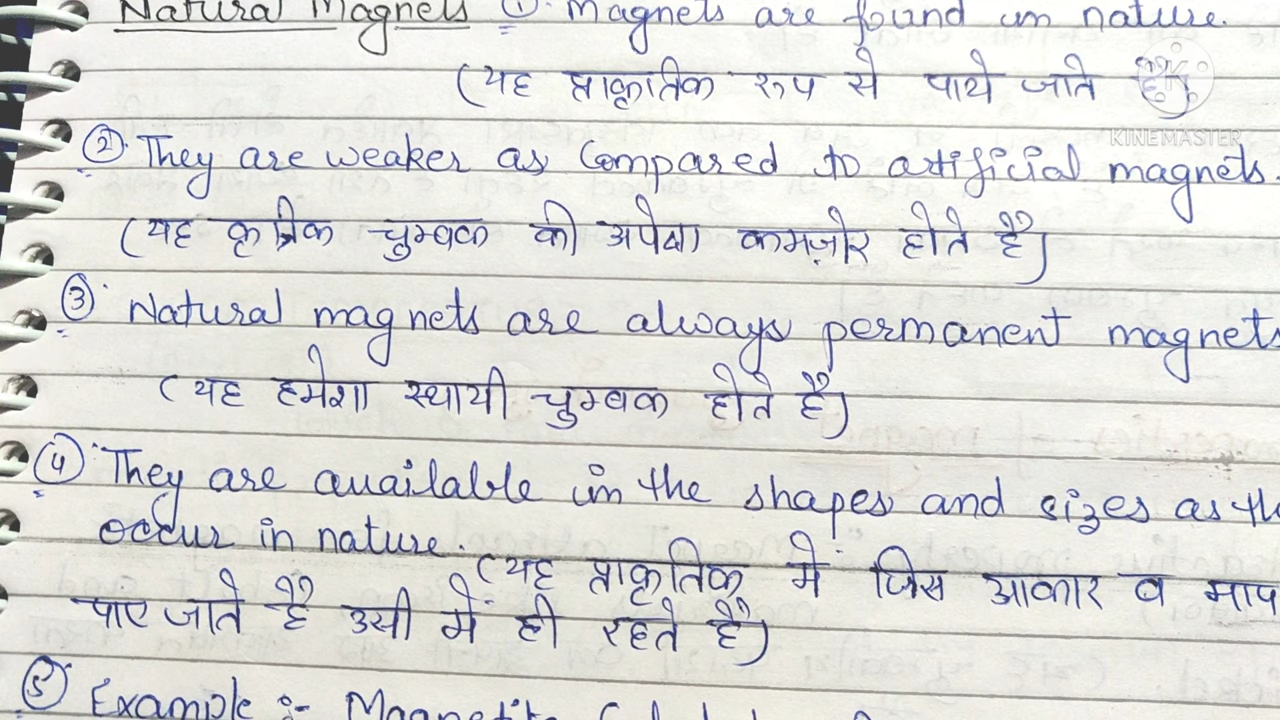 Natural Magnets ①. Magnets are found in nature.
(यह प्राकृतिक रूप से पाये जाते हैं)
KINEMASTER
②. They are weaker as Compared to artificial magnets.
(यह कृत्रिक चुम्बक की अपेक्षा कमज़ोर होते हैं)
③. Natural magnets are always permanent magnets
(यह हमेशा स्थायी चुम्बक होते हैं)
④. They are available in the shapes and sizes as th
occur in nature. (यह प्राकृतिक में जिस आकार व माप
पाए जाते हैं उसी में ही रहते हैं)
⑤ Example :- Magnetite